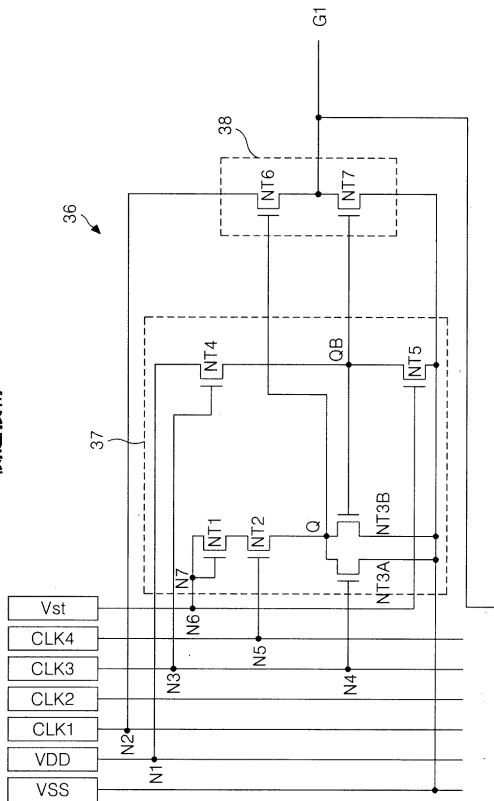 Vst
CLK4
CLK3
CLK2
CLK1
VDD
VSS
36
37
38
N1
N2
N3
N4
N5
N6
N7
NT1
NT2
NT3A
NT3B
NT4
NT5
NT6
NT7
Q
QB
G1